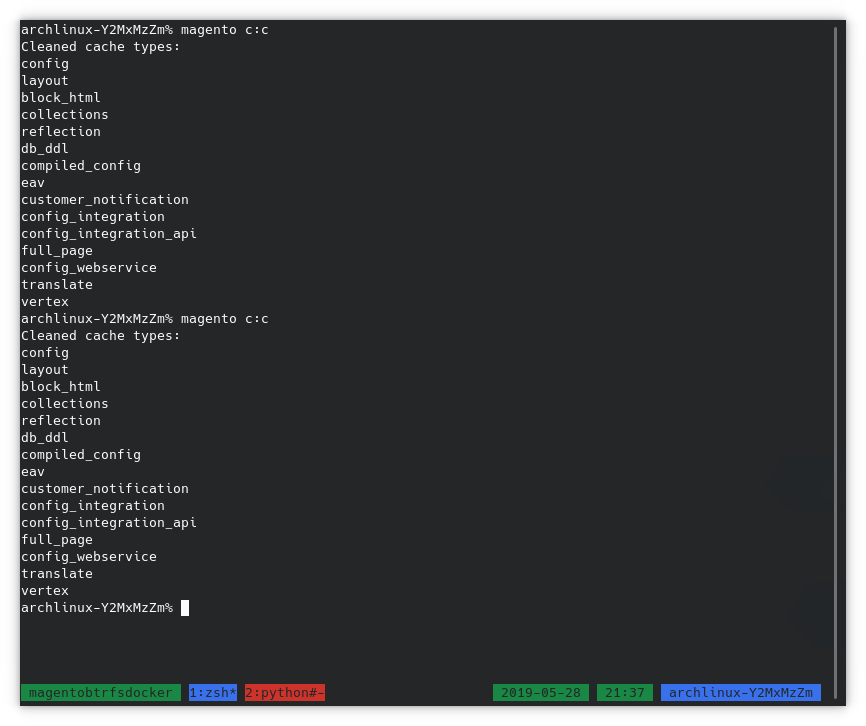 archlinux-Y2MxMzZm% magento c:c
Cleaned cache types:
config
layout
block_html
collections
reflection
db_ddl
compiled_config
eav
customer_notification
config_integration
config_integration_api
full_page
config_webservice
translate
vertex
archlinux-Y2MxMzZm% magento c:c
Cleaned cache types:
config
layout
block_html
collections
reflection
db_ddl
compiled_config
eav
customer_notification
config_integration
config_integration_api
full_page
config_webservice
translate
vertex
archlinux-Y2MxMzZm%
magentobtrfsdocker 1:zsh* 2:python#- 2019-05-28 21:37 archlinux-Y2MxMzZm